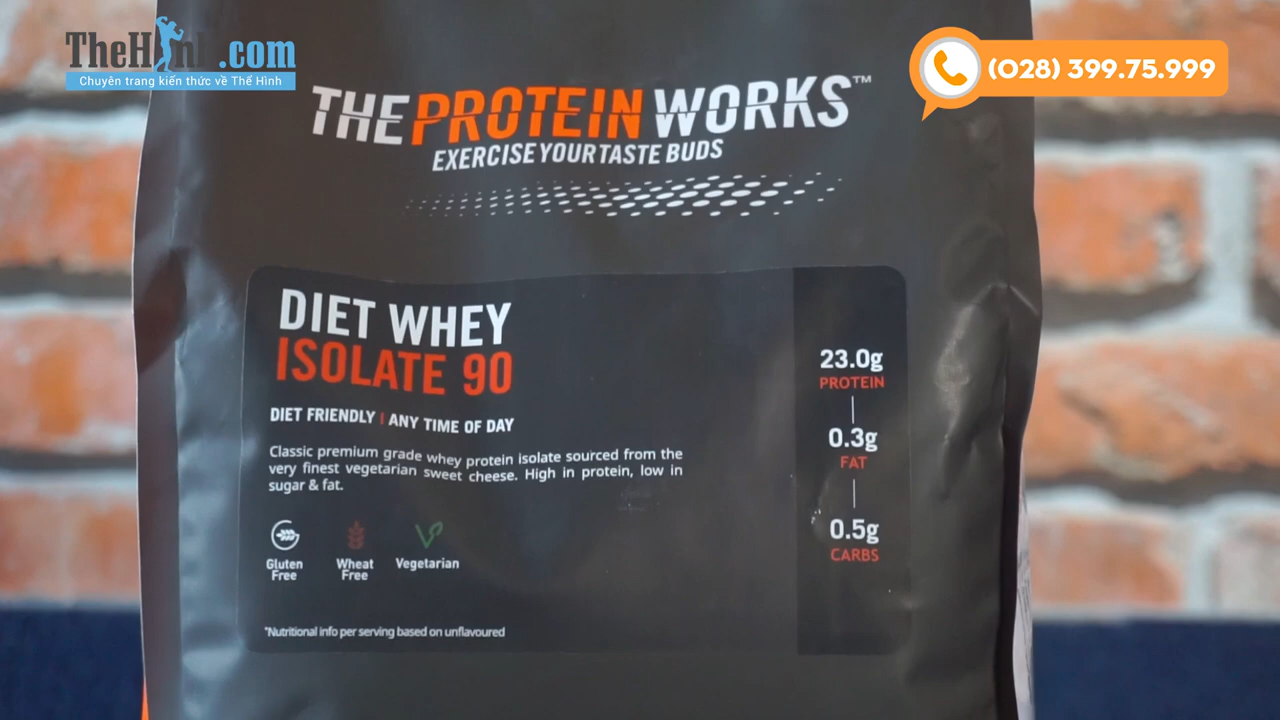 TheHình.com
Chuyên trang kiến thức về Thể Hình
(028) 399.75.999
THE PROTEIN WORKS™
EXERCISE YOUR TASTE BUDS
DIET WHEY
ISOLATE 90
DIET FRIENDLY | ANY TIME OF DAY
Classic premium grade whey protein isolate sourced from the
very finest vegetarian sweet cheese. High in protein, low in
sugar & fat.
Gluten
Free
Wheat
Free
Vegetarian
*Nutritional info per serving based on unflavoured
23.0g
PROTEIN
0.3g
FAT
0.5g
CARBS